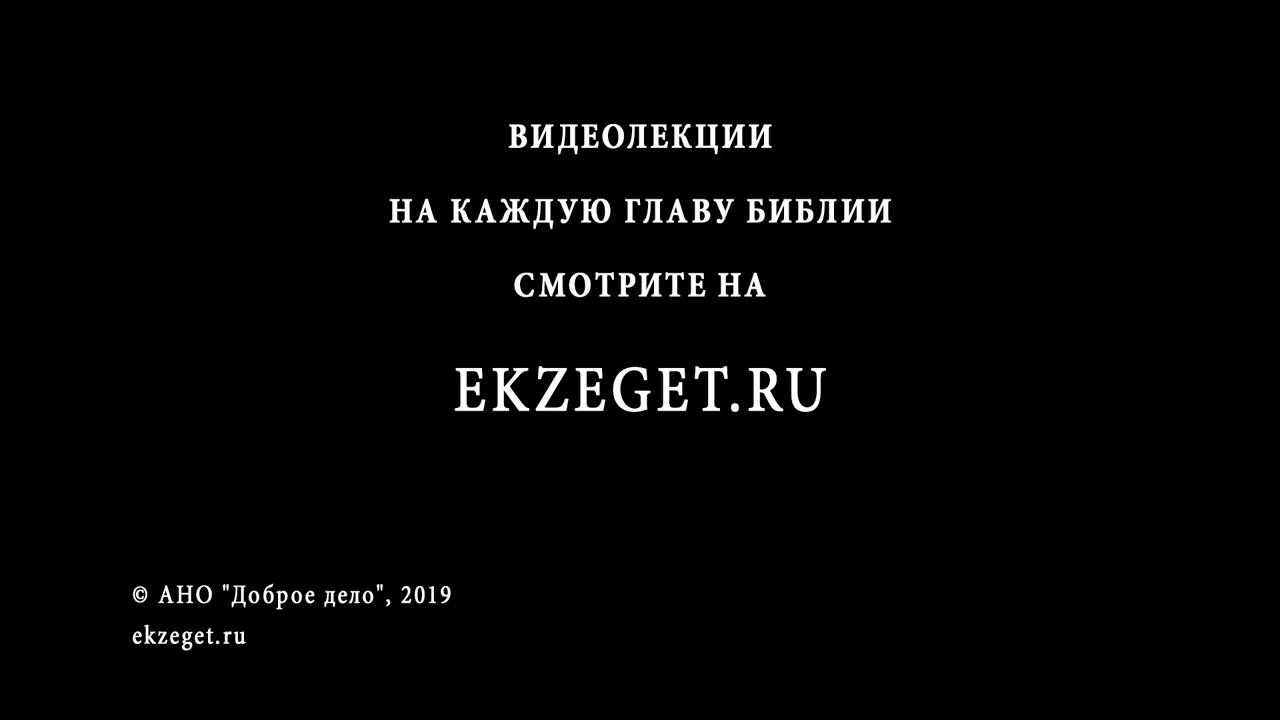 ВИДЕОЛЕКЦИИ
НА КАЖДУЮ ГЛАВУ БИБЛИИ
СМОТРИТЕ НА
EKZEGET.RU
© АНО "Доброе дело", 2019
ekzeget.ru